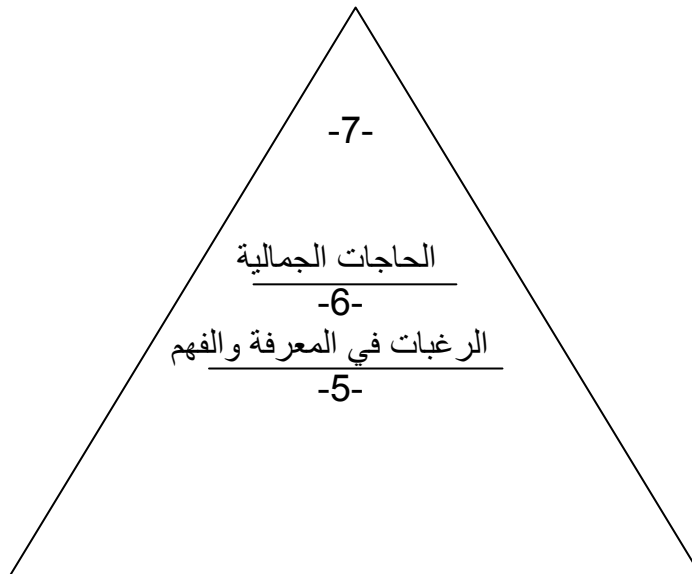 -7-
الحاجات الجمالية
-6-
الرغبات في المعرفة والفهم
-5-